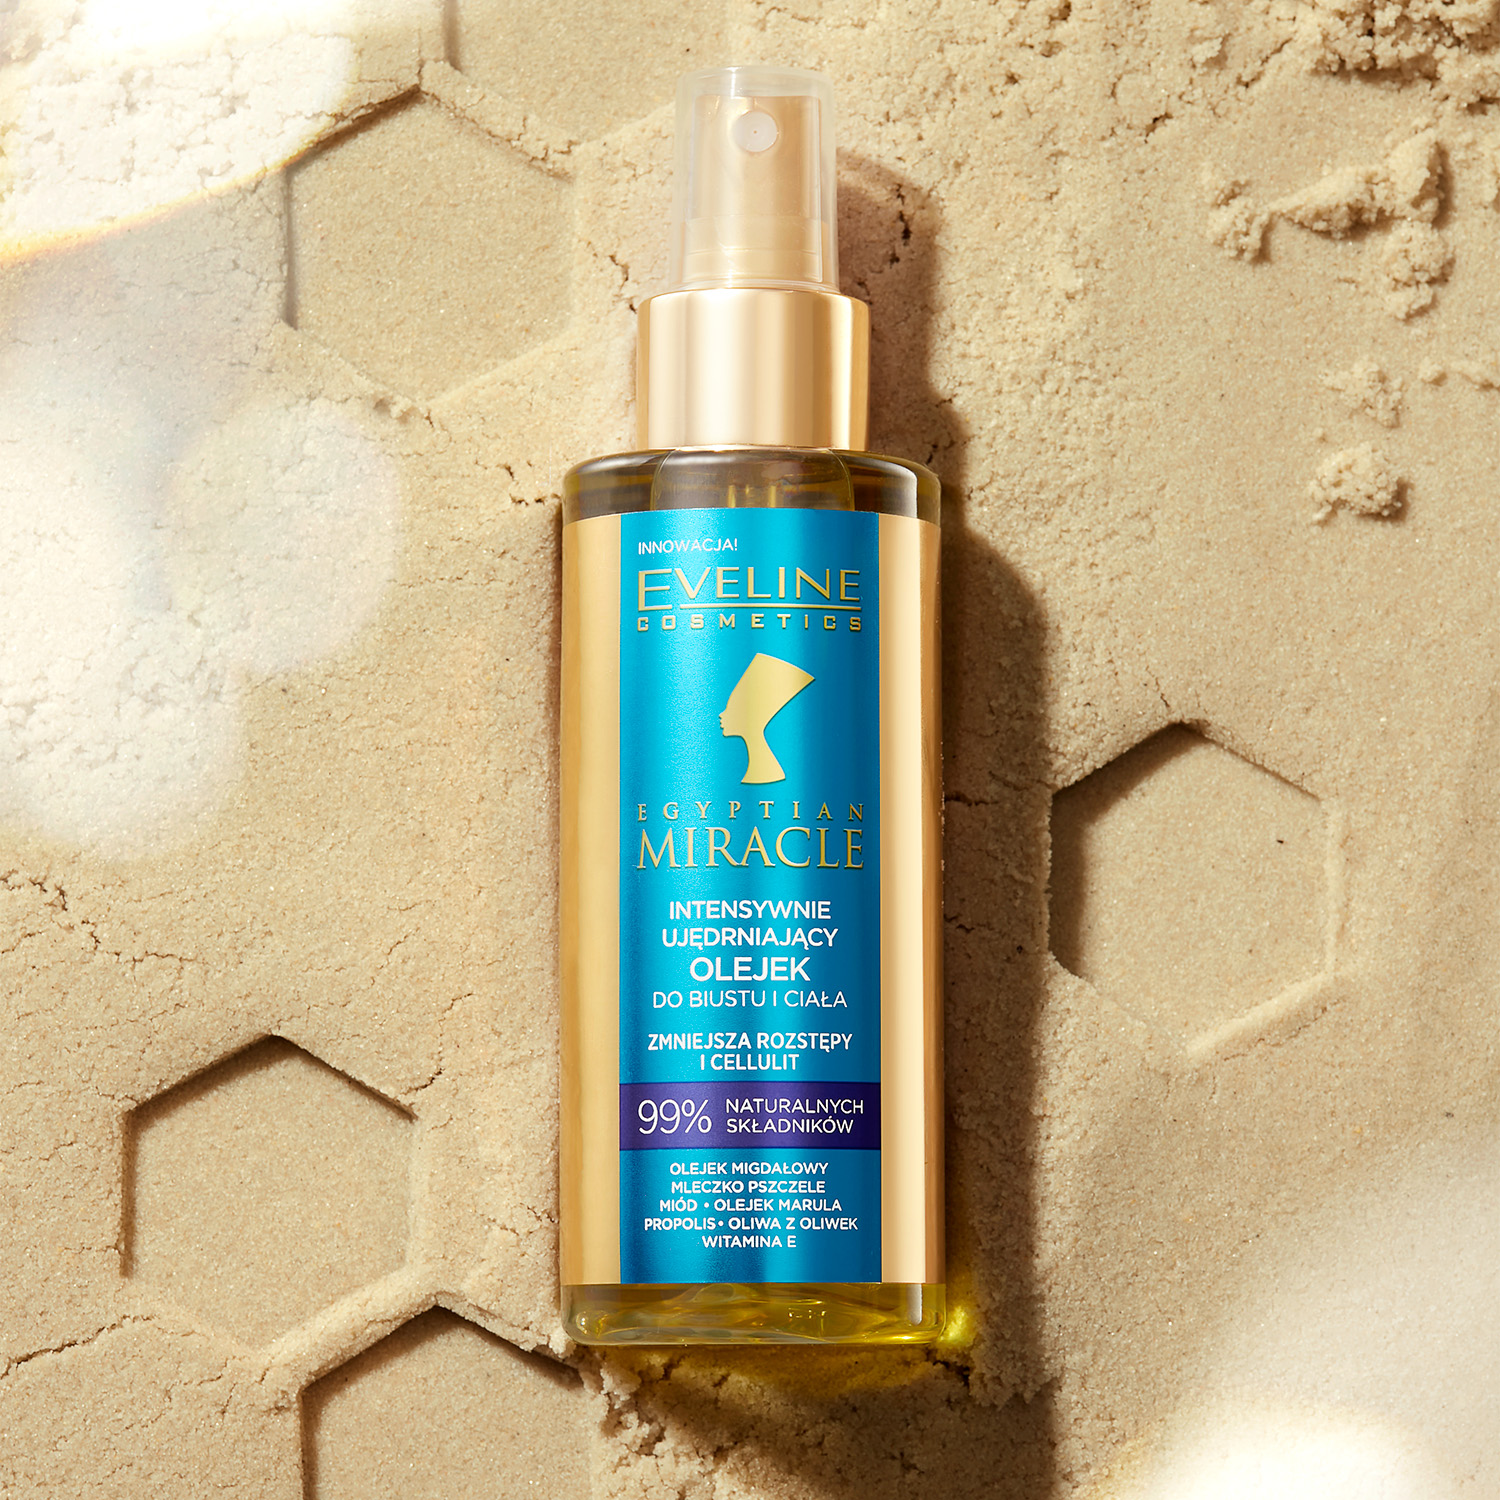 INNOWACJA!
EVELINE
COSMETICS
EGYPTIAN
MIRACLE
INTENSYWNIE
UJĘDRNIAJĄCY
OLEJEK
DO BIUSTU I CIAŁA
ZMNIEJSZA ROZSTĘPY
I CELLULIT
99% NATURALNYCH
SKŁADNIKÓW
OLEJEK MIGDAŁOWY
MLECZKO PSZCZELE
MIÓD • OLEJEK MARULA
PROPOLIS • OLIWA Z OLIWEK
WITAMINA E